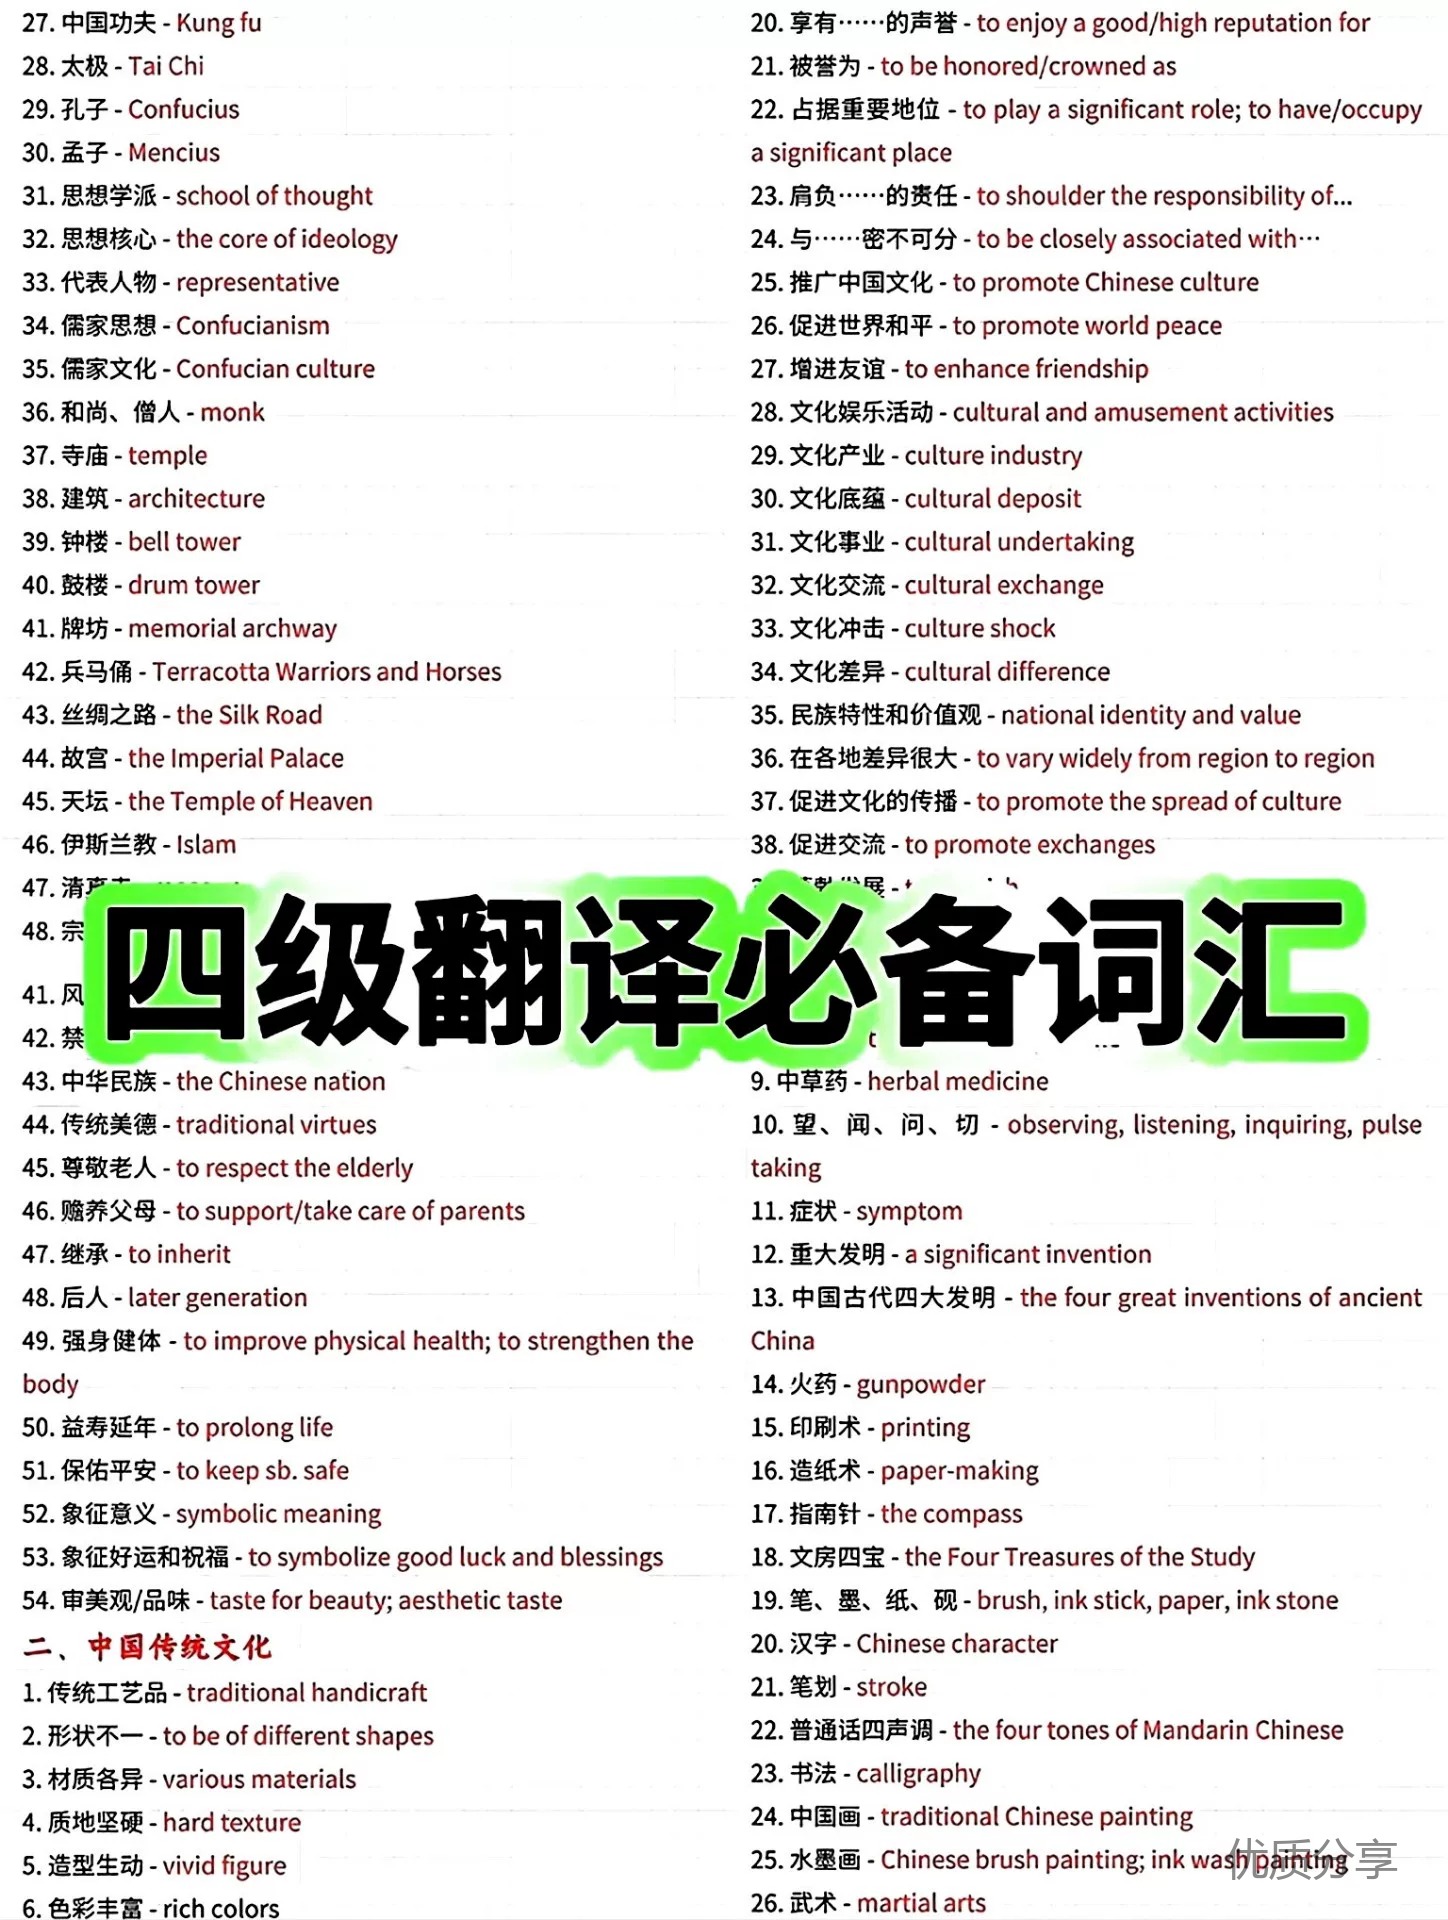 27. 中国功夫 - Kung fu
28. 太极 - Tai Chi
29. 孔子 - Confucius
30. 孟子 - Mencius
31. 思想学派 - school of thought
32. 思想核心 - the core of ideology
33. 代表人物 - representative
34. 儒家思想 - Confucianism
35. 儒家文化 - Confucian culture
36. 和尚、僧人 - monk
37. 寺庙 - temple
38. 建筑 - architecture
39. 钟楼 - bell tower
40. 鼓楼 - drum tower
41. 牌坊 - memorial archway
42. 兵马俑 - Terracotta Warriors and Horses
43. 丝绸之路 - the Silk Road
44. 故宫 - the Imperial Palace
45. 天坛 - the Temple of Heaven
46. 伊斯兰教 - Islam
47. 清真
48. 宗
20. 享有……的声誉 - to enjoy a good/high reputation for
21. 被誉为 - to be honored/crowned as
22. 占据重要地位 - to play a significant role; to have/occupy
a significant place
23. 肩负……的责任 - to shoulder the responsibility of...
24. 与……密不可分 - to be closely associated with…
25. 推广中国文化 - to promote Chinese culture
26. 促进世界和平 - to promote world peace
27. 增进友谊 - to enhance friendship
28. 文化娱乐活动 - cultural and amusement activities
29. 文化产业 - culture industry
30. 文化底蕴 - cultural deposit
31. 文化事业 - cultural undertaking
32. 文化交流 - cultural exchange
33. 文化冲击 - culture shock
34. 文化差异 - cultural difference
35. 民族特性和价值观 - national identity and value
36. 在各地差异很大 - to vary widely from region to region
37. 促进文化的传播 - to promote the spread of culture
38. 促进交流 - to promote exchanges
四级翻译必备词汇
41. 风
42. 禁
43. 中华民族 - the Chinese nation
44. 传统美德 - traditional virtues
45. 尊敬老人 - to respect the elderly
46. 赡养父母 - to support/take care of parents
47. 继承 - to inherit
48. 后人 - later generation
49. 强身健体 - to improve physical health; to strengthen the
body
50. 益寿延年 - to prolong life
51. 保佑平安 - to keep sb. safe
52. 象征意义 - symbolic meaning
53. 象征好运和祝福 - to symbolize good luck and blessings
54. 审美观/品味 - taste for beauty; aesthetic taste
二、中国传统文化
1. 传统工艺品 - traditional handicraft
2. 形状不一 - to be of different shapes
3. 材质各异 - various materials
4. 质地坚硬 - hard texture
5. 造型生动 - vivid figure
6. 色彩丰富 - rich colors
9. 中草药 - herbal medicine
10. 望、闻、问、切 - observing, listening, inquiring, pulse
taking
11. 症状 - symptom
12. 重大发明 - a significant invention
13. 中国古代四大发明 - the four great inventions of ancient
China
14. 火药 - gunpowder
15. 印刷术 - printing
16. 造纸术 - paper-making
17. 指南针 - the compass
18. 文房四宝 - the Four Treasures of the Study
19. 笔、墨、纸、砚 - brush, ink stick, paper, ink stone
20. 汉字 - Chinese character
21. 笔划 - stroke
22. 普通话四声调 - the four tones of Mandarin Chinese
23. 书法 - calligraphy
24. 中国画 - traditional Chinese painting
25. 水墨画 - Chinese brush painting; ink wash painting
26. 武术 - martial arts
优质分享